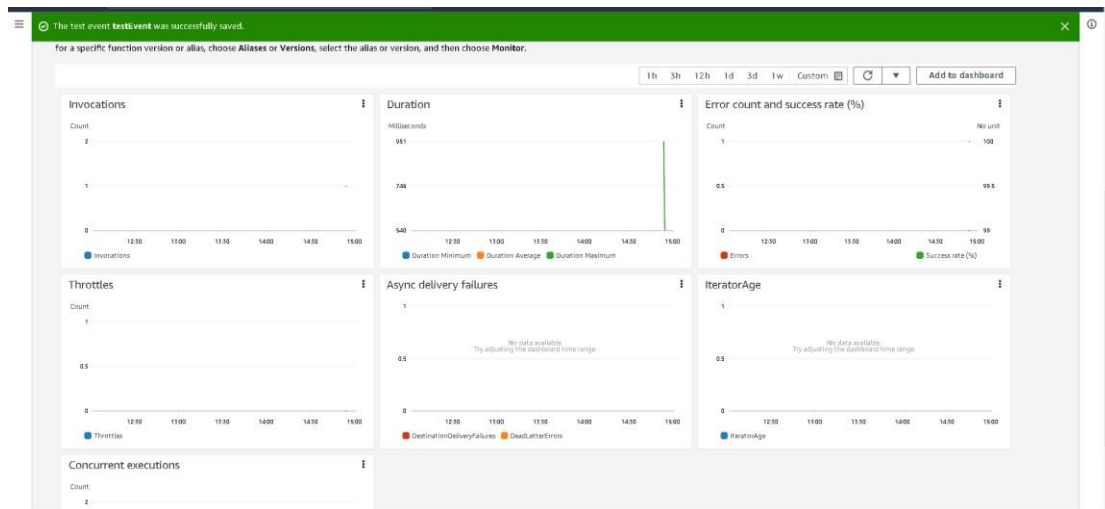 The test event testEvent was successfully saved.
for a specific function version or alias, choose Aliases or Versions, select the alias or version, and then choose Monitor.
1h 3h 12h 1d 3d 1w Custom Add to dashboard
Invocations
Count
2
1
0
12:30 13:00 13:30 14:00 14:30 15:00
Invocations
Duration
Milliseconds
951
746
540
12:30 13:00 13:30 14:00 14:30 15:00
Duration Minimum Duration Average Duration Maximum
Error count and success rate (%)
Count No unit
1 100
0.5 99.5
0 99
12:30 13:00 13:30 14:00 14:30 15:00
Errors Success rate (%)
Throttles
Count
1
0.5
0
12:30 13:00 13:30 14:00 14:30 15:00
Throttles
Async delivery failures
1
No data available.
Try adjusting the dashboard time range.
0.5
0
12:30 13:00 13:30 14:00 14:30 15:00
DestinationDeliveryFailures DeadLetterErrors
IteratorAge
1
No data available.
Try adjusting the dashboard time range.
0.5
0
12:30 13:00 13:30 14:00 14:30 15:00
IteratorAge
Concurrent executions
Count
2